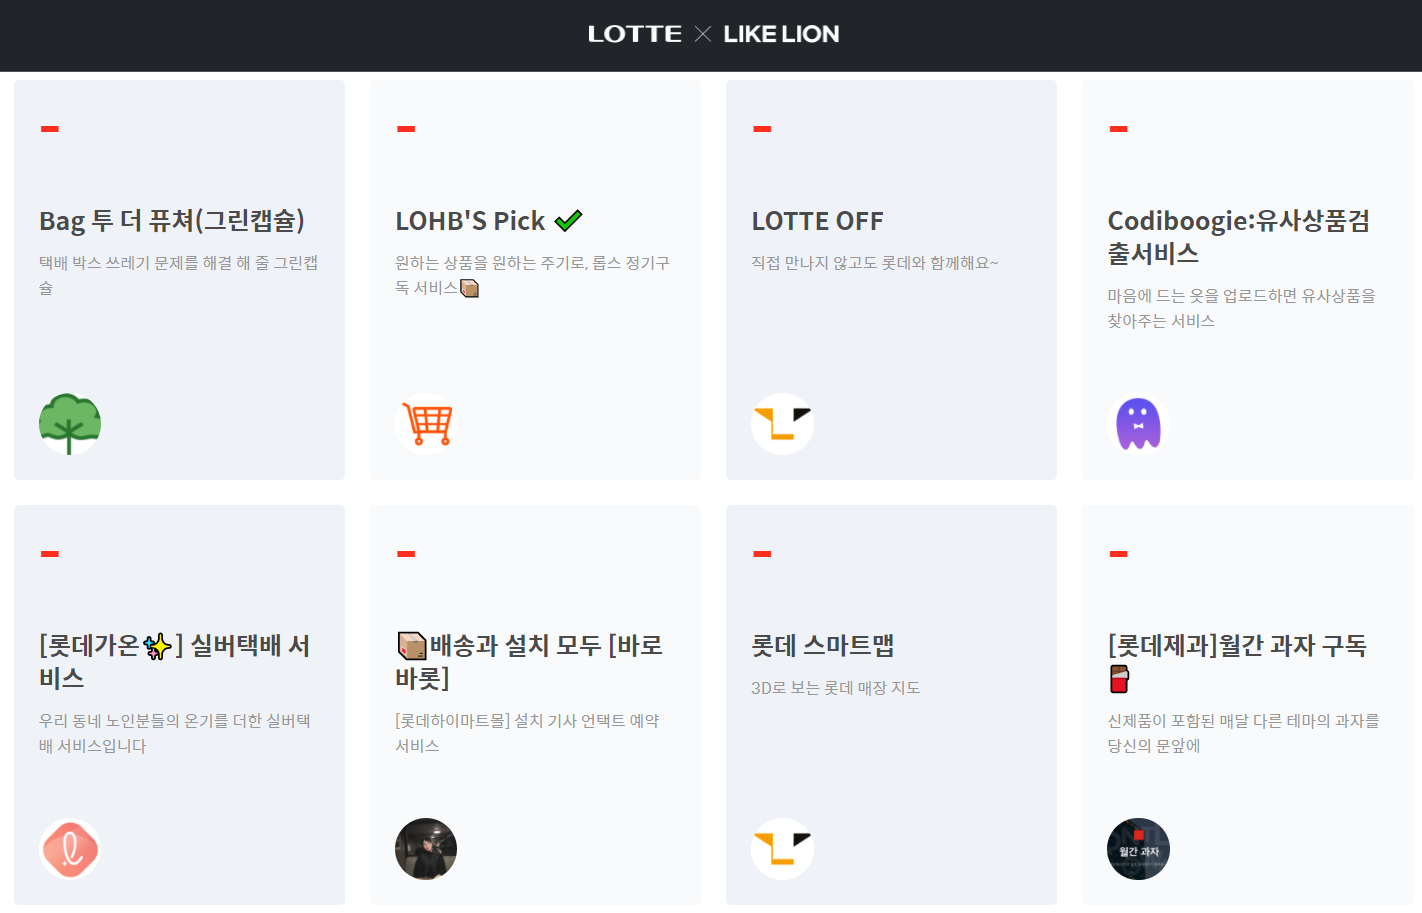 LOTTE × LIKE LION
Bag 투 더 퓨쳐(그린캡슐)
택배 박스 쓰레기 문제를 해결 해 줄 그린캡
슐
LOHB'S Pick ✔
원하는 상품을 원하는 주기로, 롭스 정기구
독 서비스📦
LOTTE OFF
직접 만나지 않고도 롯데와 함께해요~
Codiboogie:유사상품검
출서비스
마음에 드는 옷을 업로드하면 유사상품을
찾아주는 서비스
[롯데가온✨] 실버택배 서
비스
우리 동네 노인분들의 온기를 더한 실버택
배 서비스입니다
📦배송과 설치 모두 [바로
바롯]
[롯데하이마트몰] 설치 기사 언택트 예약
서비스
롯데 스마트맵
3D로 보는 롯데 매장 지도
[롯데제과]월간 과자 구독
🍫
신제품이 포함된 매달 다른 테마의 과자를
당신의 문앞에
월간 과자